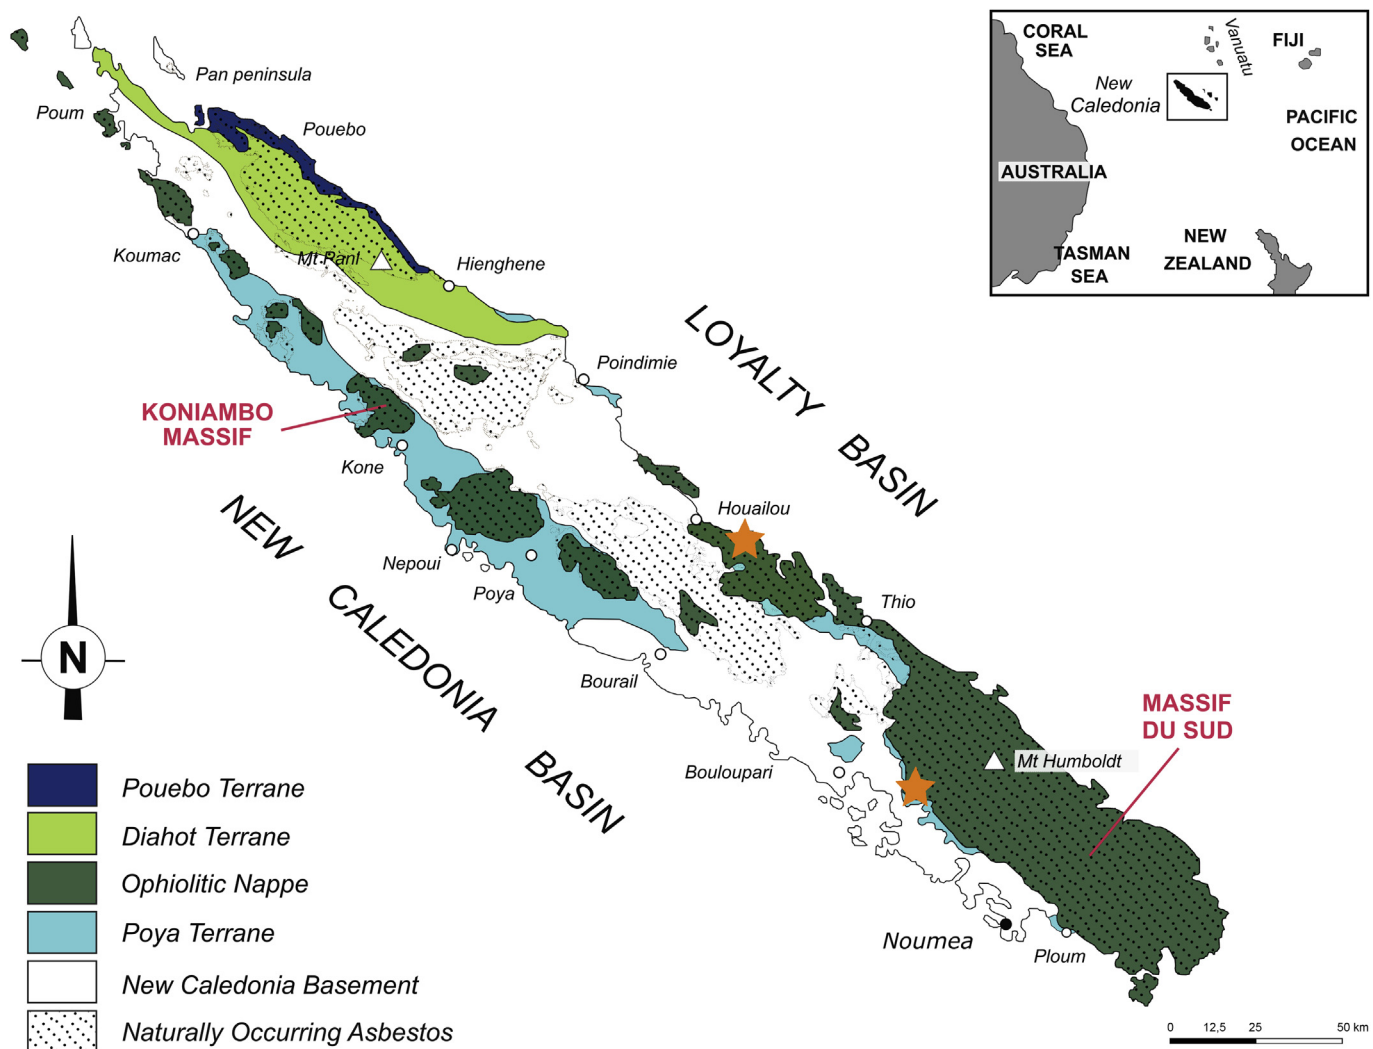 CORAL
SEA
Vanuatu
FIJI
New
Caledonia
PACIFIC
OCEAN
AUSTRALIA
TASMAN
SEA
NEW
ZEALAND
Pan peninsula
Poum
Pouebo
Koumac
Mt Panl
Hienghene
LOYALTY BASIN
Poindimie
KONIAMBO
MASSIF
Kone
Houailou
NEW CALEDONIA BASIN
Nepoui
Poya
Thio
Bourail
MASSIF
DU SUD
Bouloupari
Mt Humboldt
Noumea
Ploum
N
Pouebo Terrane
Diahot Terrane
Ophiolitic Nappe
Poya Terrane
New Caledonia Basement
Naturally Occurring Asbestos
0 12,5 25 50 km